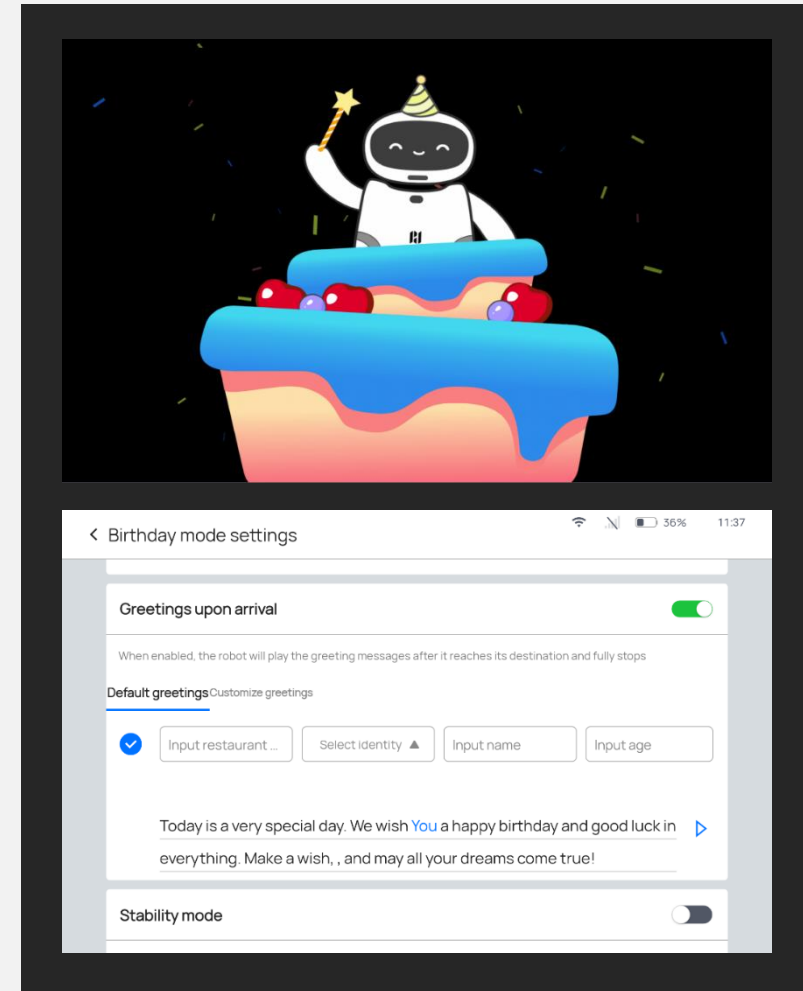 Birthday mode settings
36% 11:37
Greetings upon arrival
When enabled, the robot will play the greeting messages after it reaches its destination and fully stops
Default greetings Customize greetings
Input restaurant ... Select identity Input name Input age
Today is a very special day. We wish You a happy birthday and good luck in
everything. Make a wish, , and may all your dreams come true!
Stability mode